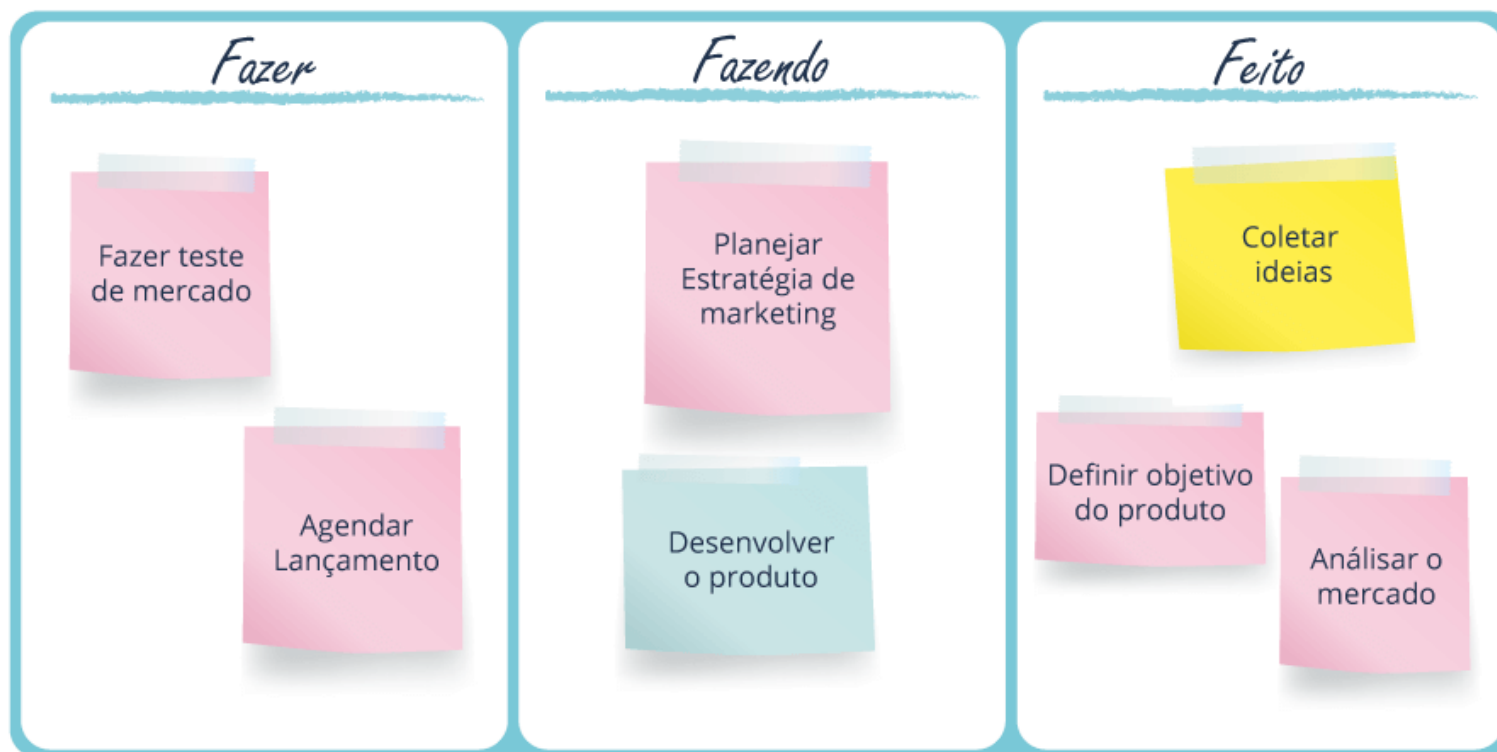 Fazer
Fazer teste
de mercado
Agendar
Lançamento
Fazendo
Planejar
Estratégia de
marketing
Desenvolver
o produto
Feito
Coletar
ideias
Definir objetivo
do produto
Análisar o
mercado